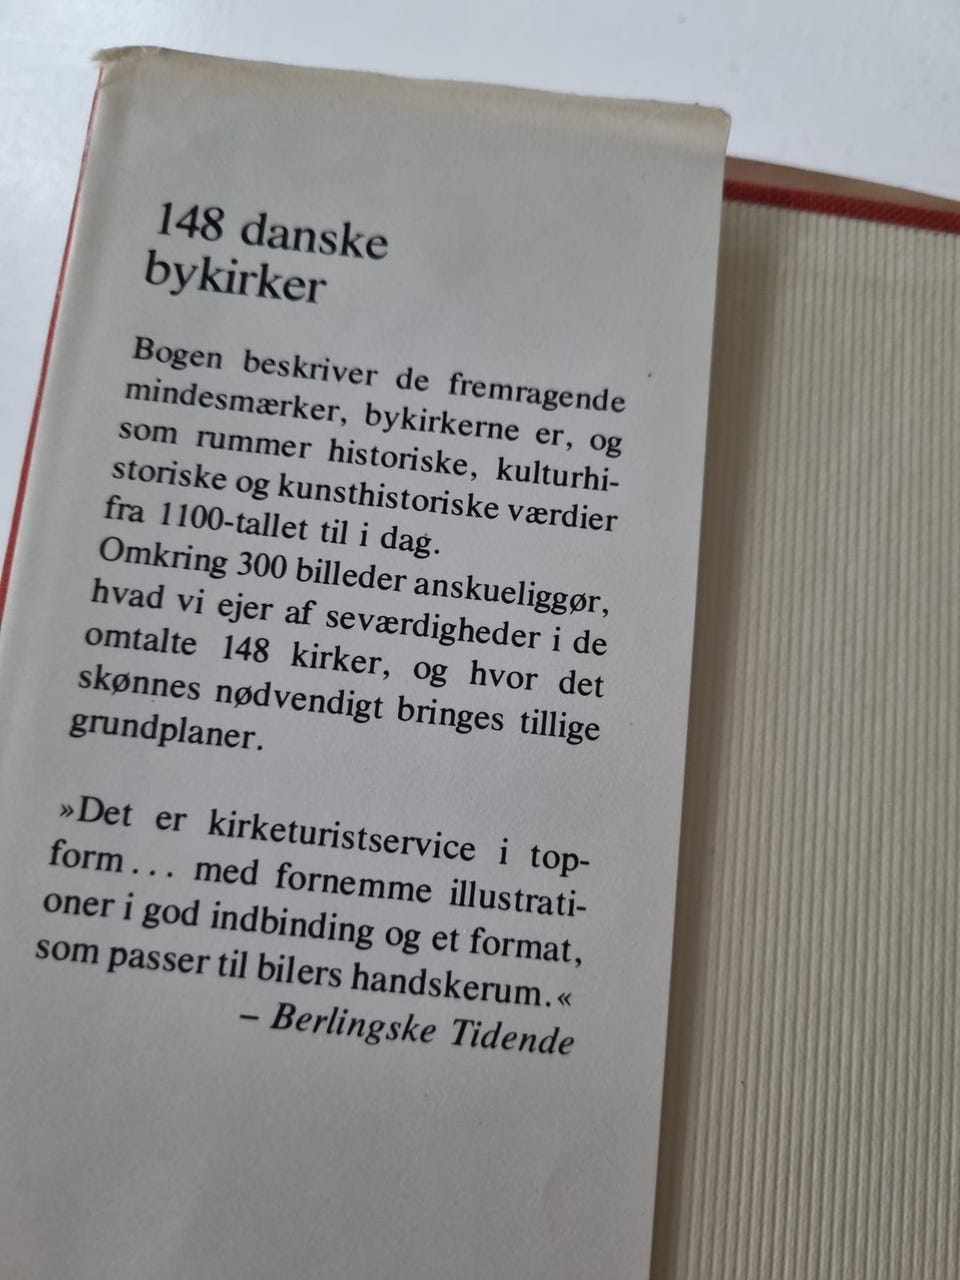 148 danske
bykirker
Bogen beskriver de fremragende
mindesmærker, bykirkerne er, og
som rummer historiske, kulturhi-
storiske og kunsthistoriske værdier
fra 1100-tallet til i dag.
Omkring 300 billeder anskueliggør,
hvad vi ejer af seværdigheder i de
omtalte 148 kirker, og hvor det
skønnes nødvendigt bringes tillige
grundplaner.
»Det er kirketuristservice i top-
form... med fornemme illustrati-
oner i god indbinding og et format,
som passer til bilers handskerum.«
– Berlingske Tidende